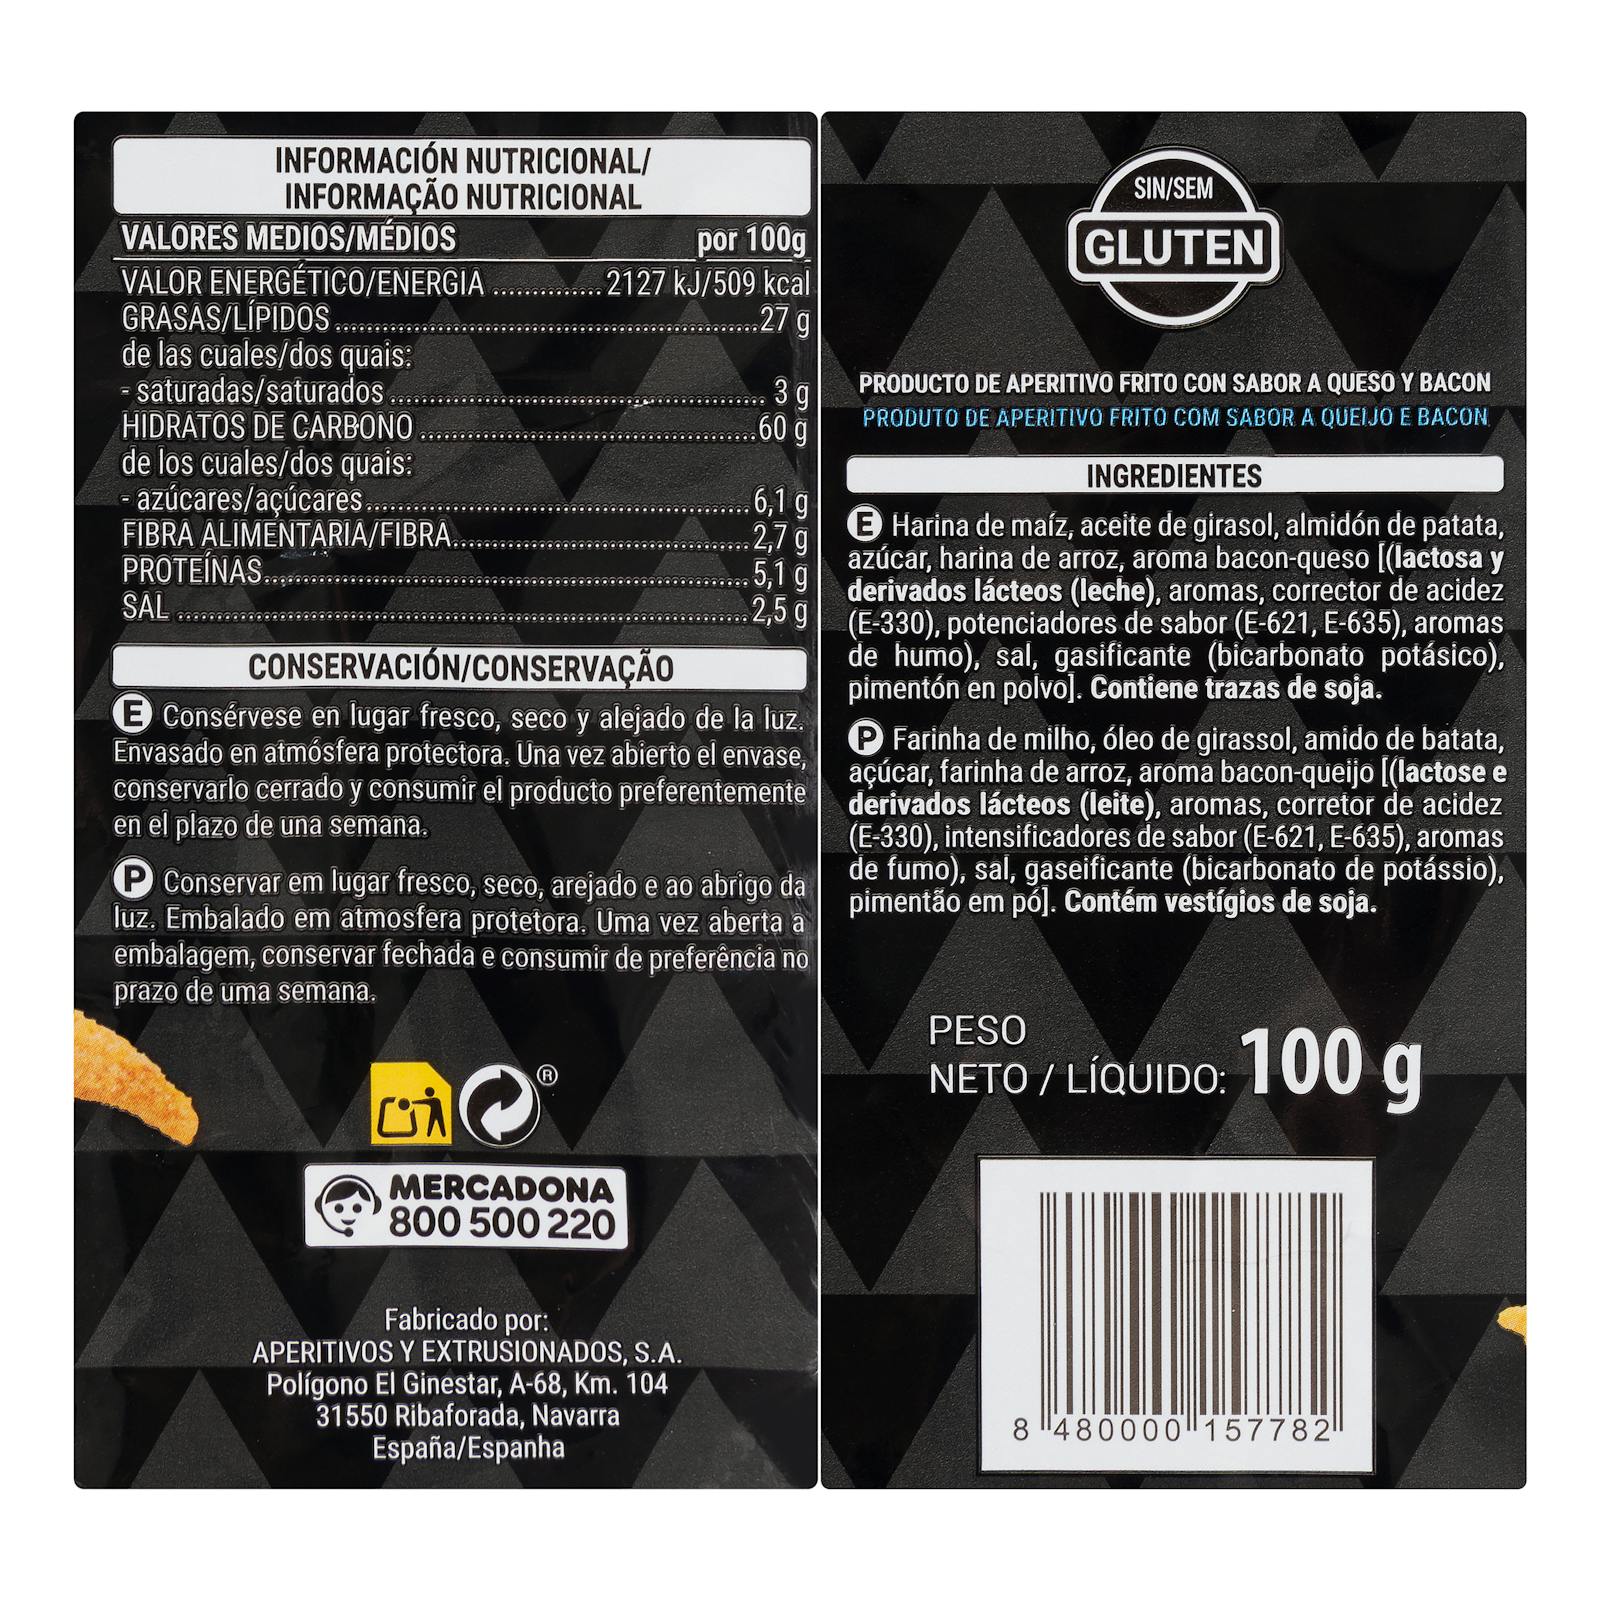 INFORMACIÓN NUTRICIONAL/
INFORMAÇÃO NUTRICIONAL
VALORES MEDIOS/MÉDIOS por 100g
VALOR ENERGÉTICO/ENERGIA .............. 2127 kJ/509 kcal
GRASAS/LÍPIDOS ..................................................... 27 g
de las cuales/dos quais:
- saturadas/saturados ............................................... 3 g
HIDRATOS DE CARBONO .......................................... 60 g
de los cuales/dos quais:
- azúcares/açúcares ................................................ 6,1 g
FIBRA ALIMENTARIA/FIBRA ..................................... 2,7 g
PROTEÍNAS ............................................................. 5,1 g
SAL ......................................................................... 2,5 g
CONSERVACIÓN/CONSERVAÇÃO
E Consérvese en lugar fresco, seco y alejado de la luz.
Envasado en atmósfera protectora. Una vez abierto el envase,
conservarlo cerrado y consumir el producto preferentemente
en el plazo de una semana.
P Conservar em lugar fresco, seco, arejado e ao abrigo da
luz. Embalado em atmosfera protetora. Uma vez aberta a
embalagem, conservar fechada e consumir de preferência no
prazo de uma semana.
®
MERCADONA
800 500 220
Fabricado por:
APERITIVOS Y EXTRUSIONADOS, S.A.
Polígono El Ginestar, A-68, Km. 104
31550 Ribaforada, Navarra
España/Espanha
SIN/SEM
GLUTEN
PRODUCTO DE APERITIVO FRITO CON SABOR A QUESO Y BACON
PRODUTO DE APERITIVO FRITO COM SABOR A QUEIJO E BACON
INGREDIENTES
E Harina de maíz, aceite de girasol, almidón de patata,
azúcar, harina de arroz, aroma bacon-queso [(lactosa y
derivados lácteos (leche), aromas, corrector de acidez
(E-330), potenciadores de sabor (E-621, E-635), aromas
de humo), sal, gasificante (bicarbonato potásico),
pimentón en polvo]. Contiene trazas de soja.
P Farinha de milho, óleo de girassol, amido de batata,
açúcar, farinha de arroz, aroma bacon-queijo [(lactose e
derivados lácteos (leite), aromas, corretor de acidez
(E-330), intensificadores de sabor (E-621, E-635), aromas
de fumo), sal, gaseificante (bicarbonato de potássio),
pimentão em pó]. Contém vestígios de soja.
PESO
NETO / LÍQUIDO: 100 g
8 480000 157782